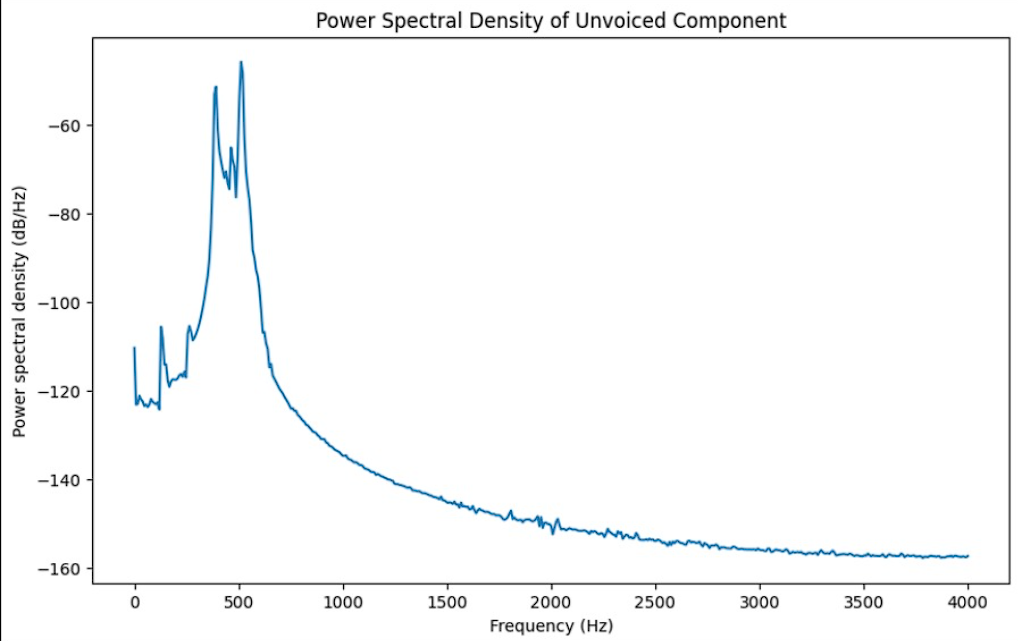 Power Spectral Density of Unvoiced Component
Power spectral density (dB/Hz)
−60
−80
−100
−120
−140
−160
0 500 1000 1500 2000 2500 3000 3500 4000
Frequency (Hz)